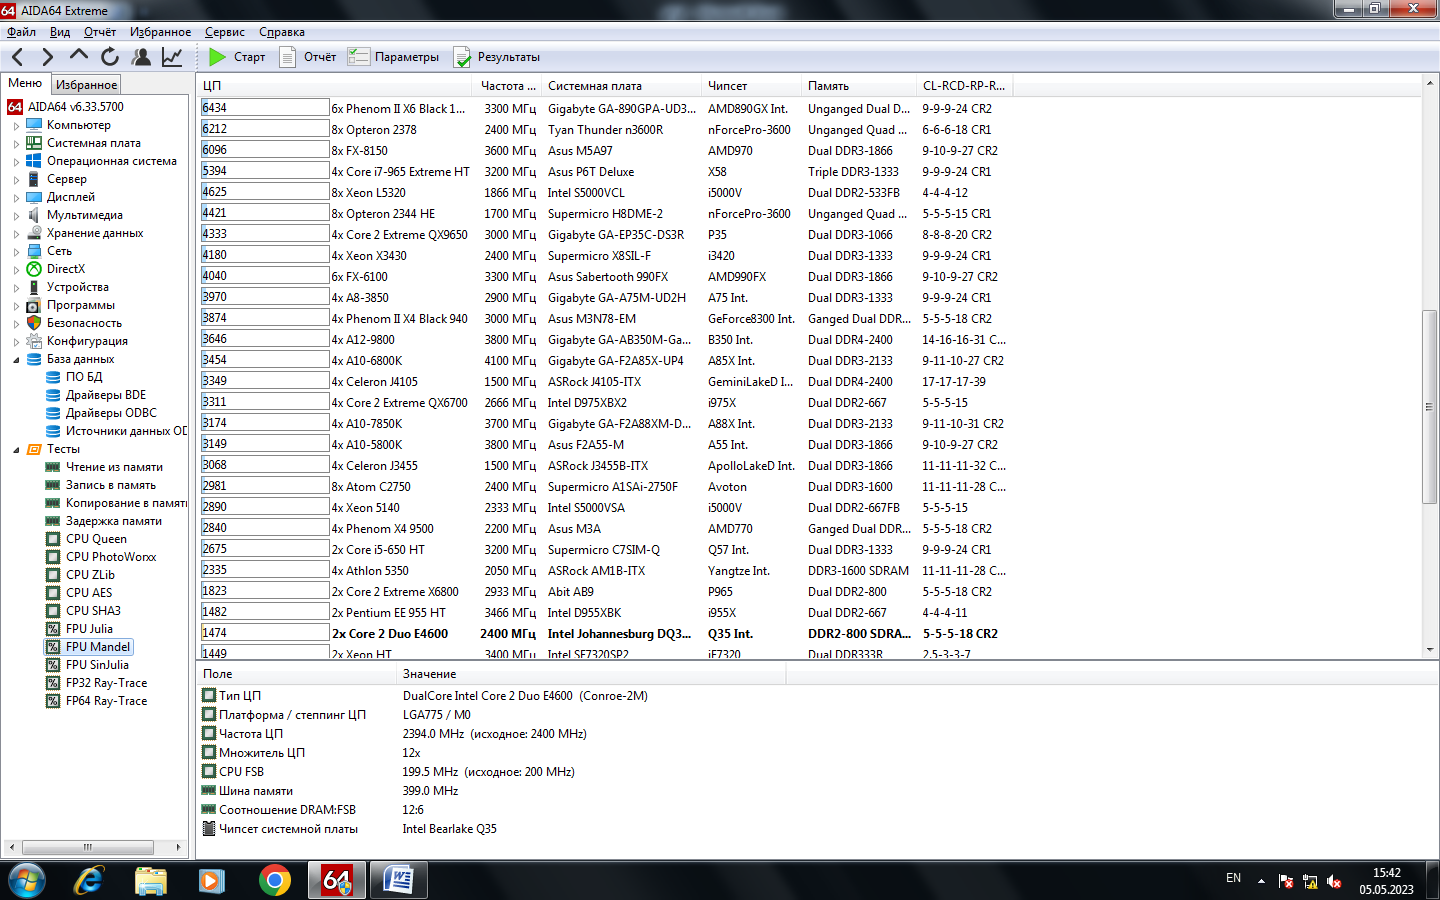 AIDA64 Extreme
Файл Вид Отчёт Избранное Сервис Справка
Старт Отчёт Параметры Результаты
Меню Избранное
AIDA64 v6.33.5700
Компьютер
Системная плата
Операционная система
Сервер
Дисплей
Мультимедиа
Хранение данных
Сеть
DirectX
Устройства
Программы
Безопасность
Конфигурация
База данных
ПО БД
Драйверы BDE
Драйверы ODBC
Источники данных OD
Тесты
Чтение из памяти
Запись в память
Копирование в памят
Задержка памяти
CPU Queen
CPU PhotoWorxx
CPU ZLib
CPU AES
CPU SHA3
FPU Julia
FPU Mandel
FPU SinJulia
FP32 Ray-Trace
FP64 Ray-Trace
ЦП Частота ... Системная плата Чипсет Память CL-RCD-RP-R...
6434 6x Phenom II X6 Black 1... 3300 МГц Gigabyte GA-890GPA-UD3... AMD890GX Int. Unganged Dual D... 9-9-9-24 CR2
6212 8x Opteron 2378 2400 МГц Tyan Thunder n3600R nForcePro-3600 Unganged Quad ... 6-6-6-18 CR1
6096 8x FX-8150 3600 МГц Asus M5A97 AMD970 Dual DDR3-1866 9-10-9-27 CR2
5394 4x Core i7-965 Extreme HT 3200 МГц Asus P6T Deluxe X58 Triple DDR3-1333 9-9-9-24 CR1
4625 8x Xeon L5320 1866 МГц Intel S5000VCL i5000V Dual DDR2-533FB 4-4-4-12
4421 8x Opteron 2344 HE 1700 МГц Supermicro H8DME-2 nForcePro-3600 Unganged Quad ... 5-5-5-15 CR1
4333 4x Core 2 Extreme QX9650 3000 МГц Gigabyte GA-EP35C-DS3R P35 Dual DDR3-1066 8-8-8-20 CR2
4180 4x Xeon X3430 2400 МГц Supermicro X8SIL-F i3420 Dual DDR3-1333 9-9-9-24 CR1
4040 6x FX-6100 3300 МГц Asus Sabertooth 990FX AMD990FX Dual DDR3-1866 9-10-9-27 CR2
3970 4x A8-3850 2900 МГц Gigabyte GA-A75M-UD2H A75 Int. Dual DDR3-1333 9-9-9-24 CR1
3874 4x Phenom II X4 Black 940 3000 МГц Asus M3N78-EM GeForce8300 Int. Ganged Dual DDR... 5-5-5-18 CR2
3646 4x A12-9800 3800 МГц Gigabyte GA-AB350M-Ga... B350 Int. Dual DDR4-2400 14-16-16-31 C...
3454 4x A10-6800K 4100 МГц Gigabyte GA-F2A85X-UP4 A85X Int. Dual DDR3-2133 9-11-10-27 CR2
3349 4x Celeron J4105 1500 МГц ASRock J4105-ITX GeminiLakeD I... Dual DDR4-2400 17-17-17-39
3311 4x Core 2 Extreme QX6700 2666 МГц Intel D975XBX2 i975X Dual DDR2-667 5-5-5-15
3174 4x A10-7850K 3700 МГц Gigabyte GA-F2A88XM-D... A88X Int. Dual DDR3-2133 9-11-10-31 CR2
3149 4x A10-5800K 3800 МГц Asus F2A55-M A55 Int. Dual DDR3-1866 9-10-9-27 CR2
3068 4x Celeron J3455 1500 МГц ASRock J3455B-ITX ApolloLakeD Int. Dual DDR3-1866 11-11-11-32 C...
2981 8x Atom C2750 2400 МГц Supermicro A1SAi-2750F Avoton Dual DDR3-1600 11-11-11-28 C...
2890 4x Xeon 5140 2333 МГц Intel S5000VSA i5000V Dual DDR2-667FB 5-5-5-15
2840 4x Phenom X4 9500 2200 МГц Asus M3A AMD770 Ganged Dual DDR... 5-5-5-18 CR2
2675 2x Core i5-650 HT 3200 МГц Supermicro C7SIM-Q Q57 Int. Dual DDR3-1333 9-9-9-24 CR1
2335 4x Athlon 5350 2050 МГц ASRock AM1B-ITX Yangtze Int. DDR3-1600 SDRAM 11-11-11-28 C...
1823 2x Core 2 Extreme X6800 2933 МГц Abit AB9 P965 Dual DDR2-800 5-5-5-18 CR2
1482 2x Pentium EE 955 HT 3466 МГц Intel D955XBK i955X Dual DDR2-667 4-4-4-11
1474 2x Core 2 Duo E4600 2400 МГц Intel Johannesburg DQ3... Q35 Int. DDR2-800 SDRA... 5-5-5-18 CR2
1449 2x Xeon HT 3400 МГц Intel SE7320SP2 iE7320 Dual DDR333R 2.5-3-3-7
Поле Значение
Тип ЦП DualCore Intel Core 2 Duo E4600 (Conroe-2M)
Платформа / степпинг ЦП LGA775 / M0
Частота ЦП 2394.0 MHz (исходное: 2400 MHz)
Множитель ЦП 12x
CPU FSB 199.5 MHz (исходное: 200 MHz)
Шина памяти 399.0 MHz
Соотношение DRAM:FSB 12:6
Чипсет системной платы Intel Bearlake Q35
EN
15:42
05.05.2023